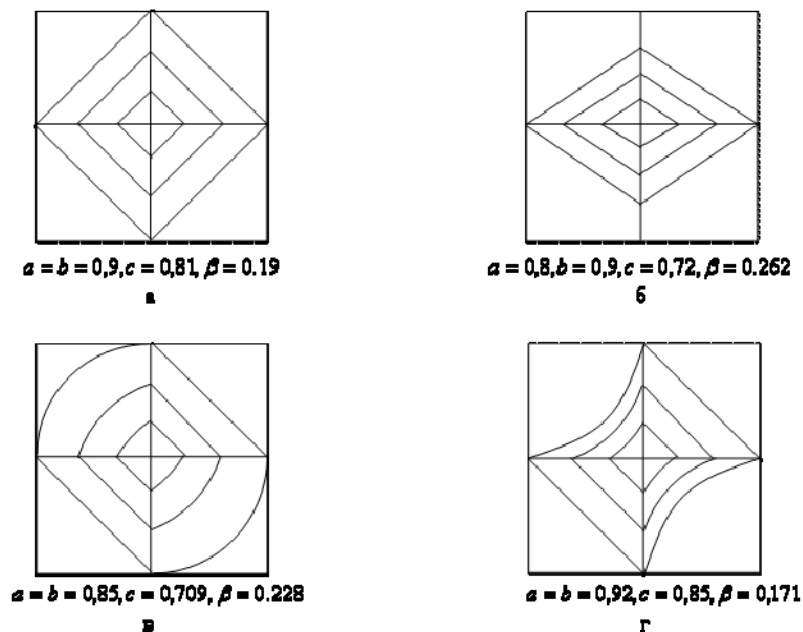 a = b = 0,9, c = 0,81, β = 0.19
а
a = 0,8, b = 0,9, c = 0,72, β = 0.262
б
a = b = 0,85, c = 0,709, β = 0.228
в
a = b = 0,92, c = 0,85, β = 0,171
г